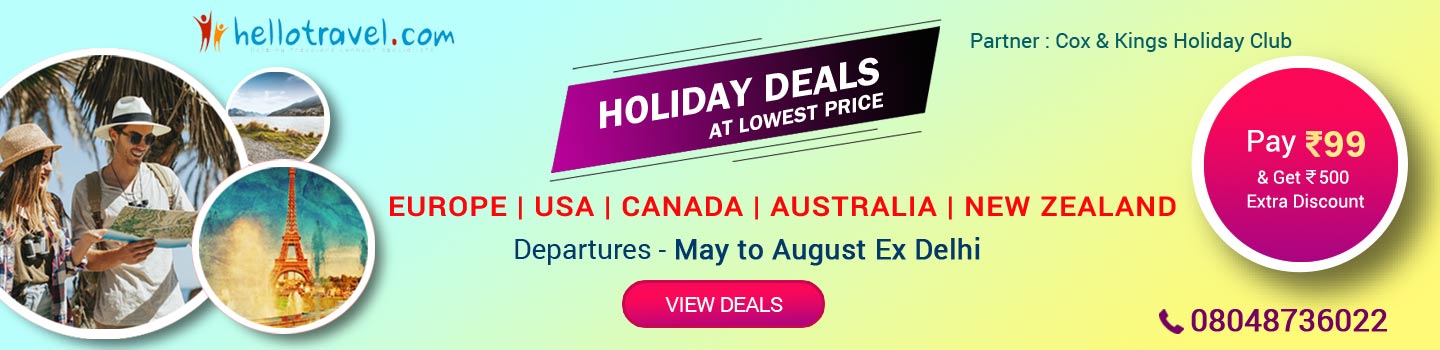 hellotravel.com
Partner : Cox & Kings Holiday Club
HOLIDAY DEALS
AT LOWEST PRICE
Pay ₹99
& Get ₹500
Extra Discount
EUROPE | USA | CANADA | AUSTRALIA | NEW ZEALAND
Departures - May to August Ex Delhi
VIEW DEALS
08048736022